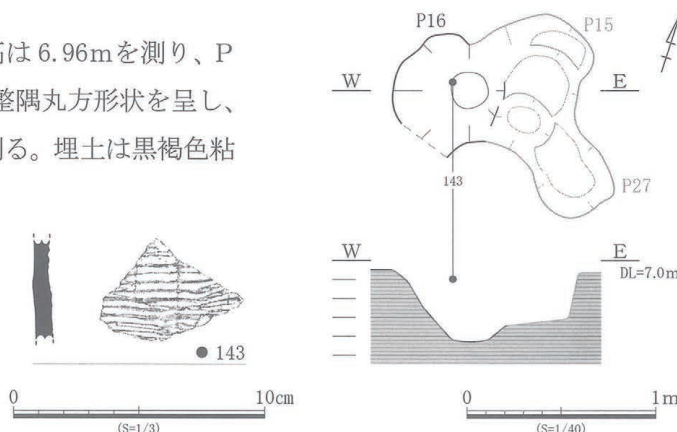 高は 6.96mを測り、P
整隅丸方形状を呈し、
測る。埋土は黒褐色粘
P16
P15
W
E
143
P27
W
E
DL=7.0m
143
0
10cm
(S=1/3)
0
1m
(S=1/40)